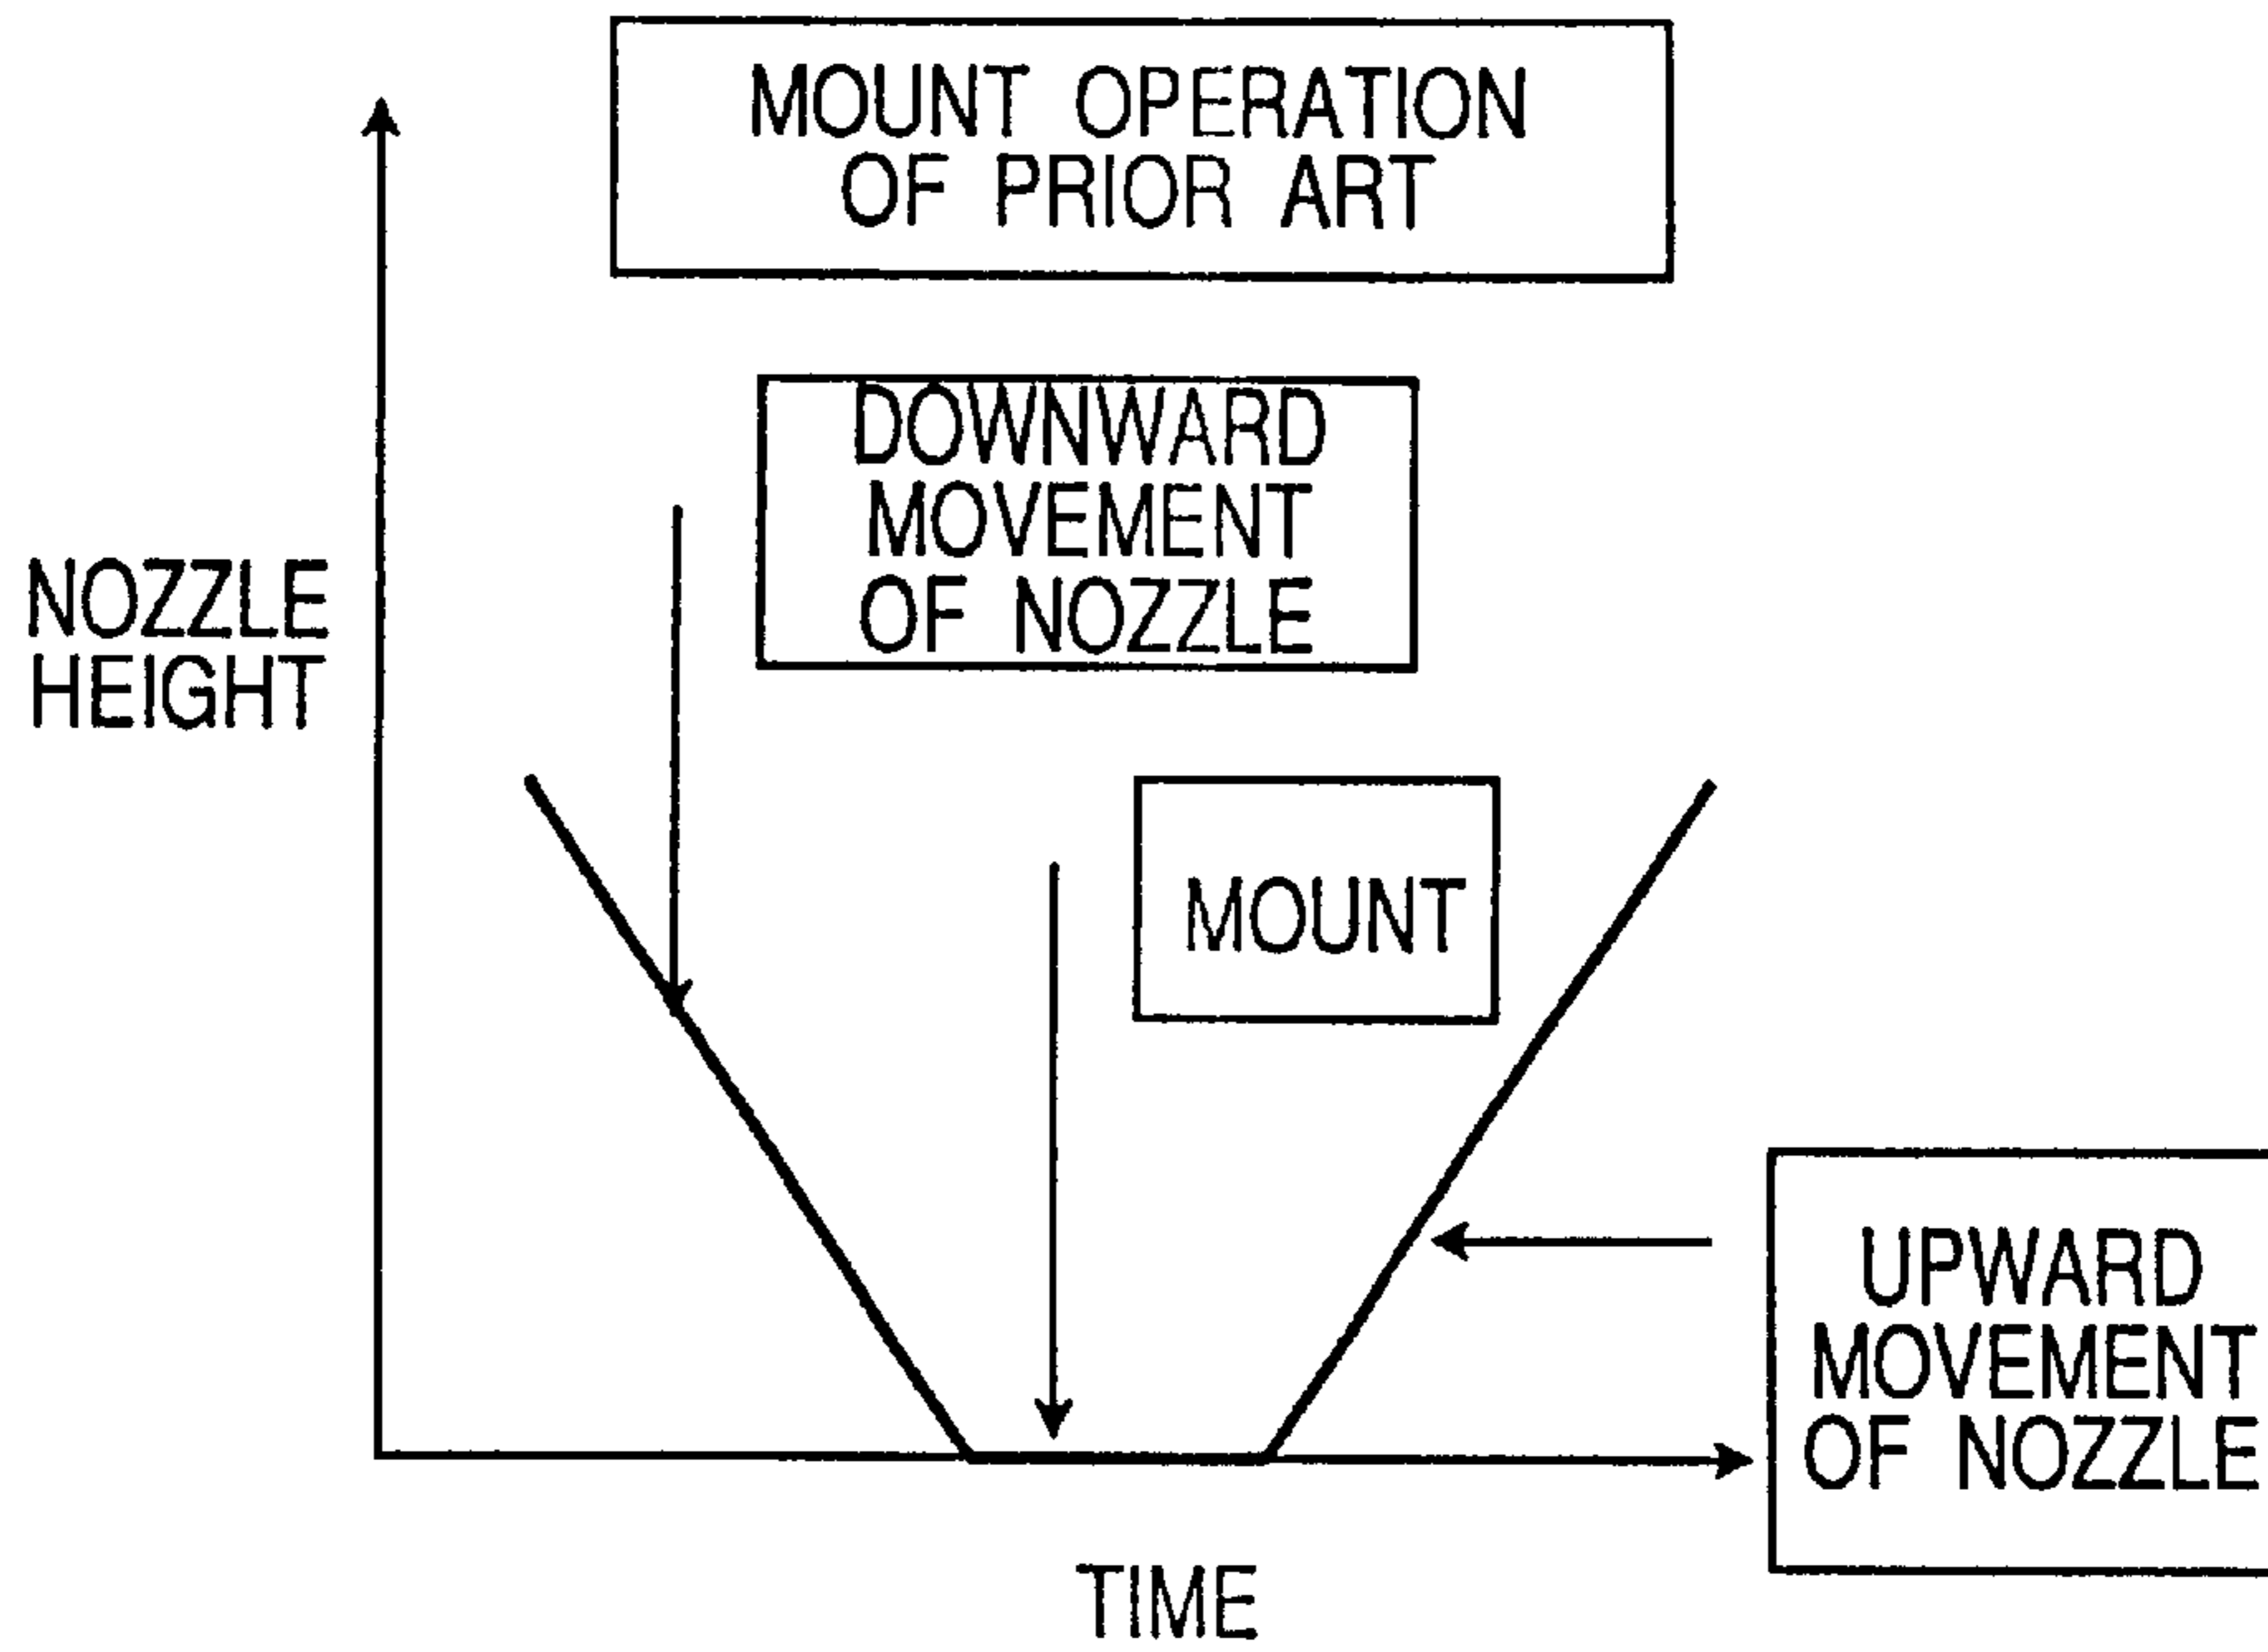 MOUNT OPERATION
OF PRIOR ART
DOWNWARD
MOVEMENT
OF NOZZLE
NOZZLE
HEIGHT
MOUNT
UPWARD
MOVEMENT
OF NOZZLE
TIME